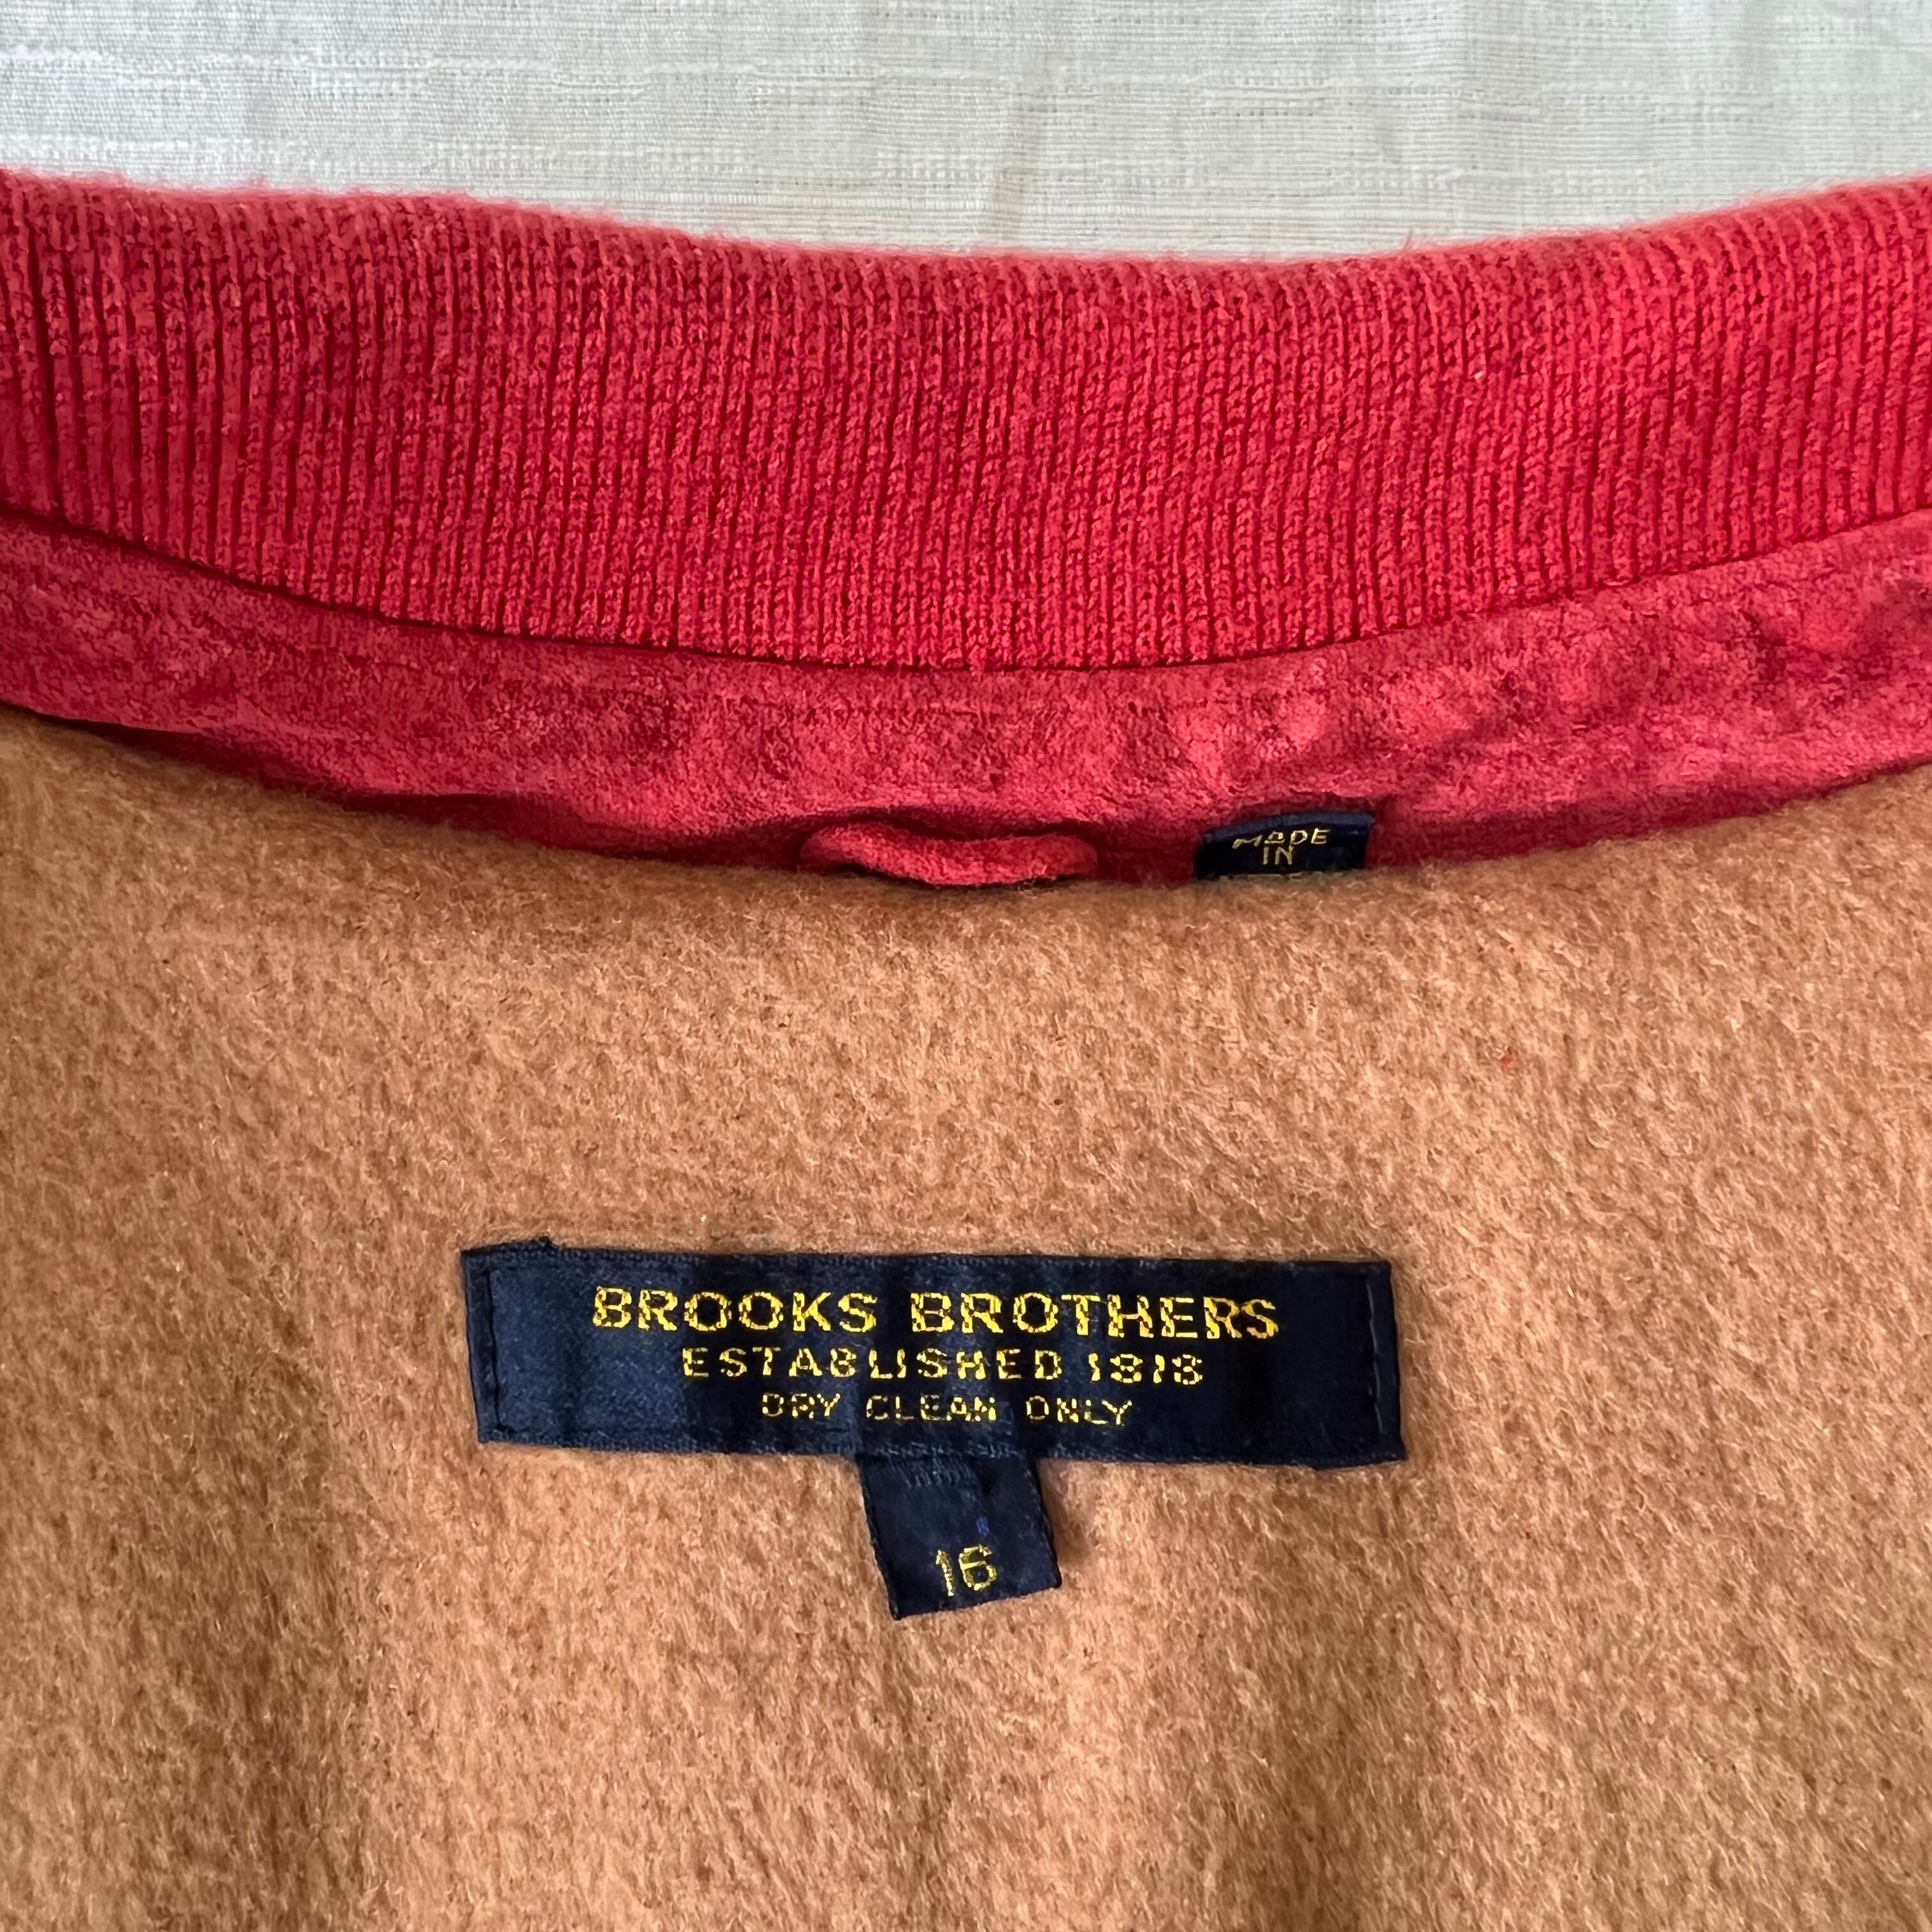 MADE
IN
BROOKS BROTHERS
ESTABLISHED 1818
DRY CLEAN ONLY
16